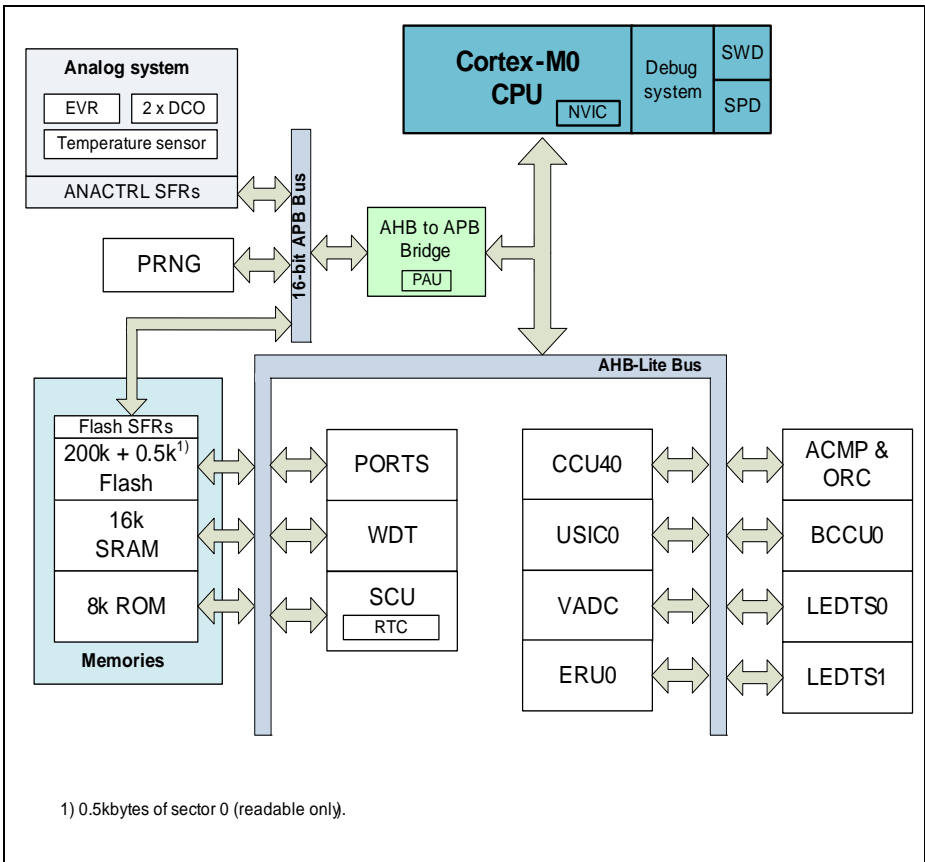 Analog system
EVR
2 x DCO
Temperature sensor
ANACTRL SFRs
PRNG
16-bit APB Bus
AHB to APB
Bridge
PAU
Cortex-M0
CPU
NVIC
Debug
system
SWD
SPD
AHB-Lite Bus
Flash SFRs
200k + 0.5k1)
Flash
16k
SRAM
8k ROM
Memories
PORTS
WDT
SCU
RTC
CCU40
USIC0
VADC
ERU0
ACMP &
ORC
BCCU0
LEDTS0
LEDTS1
1) 0.5kbytes of sector 0 (readable only).